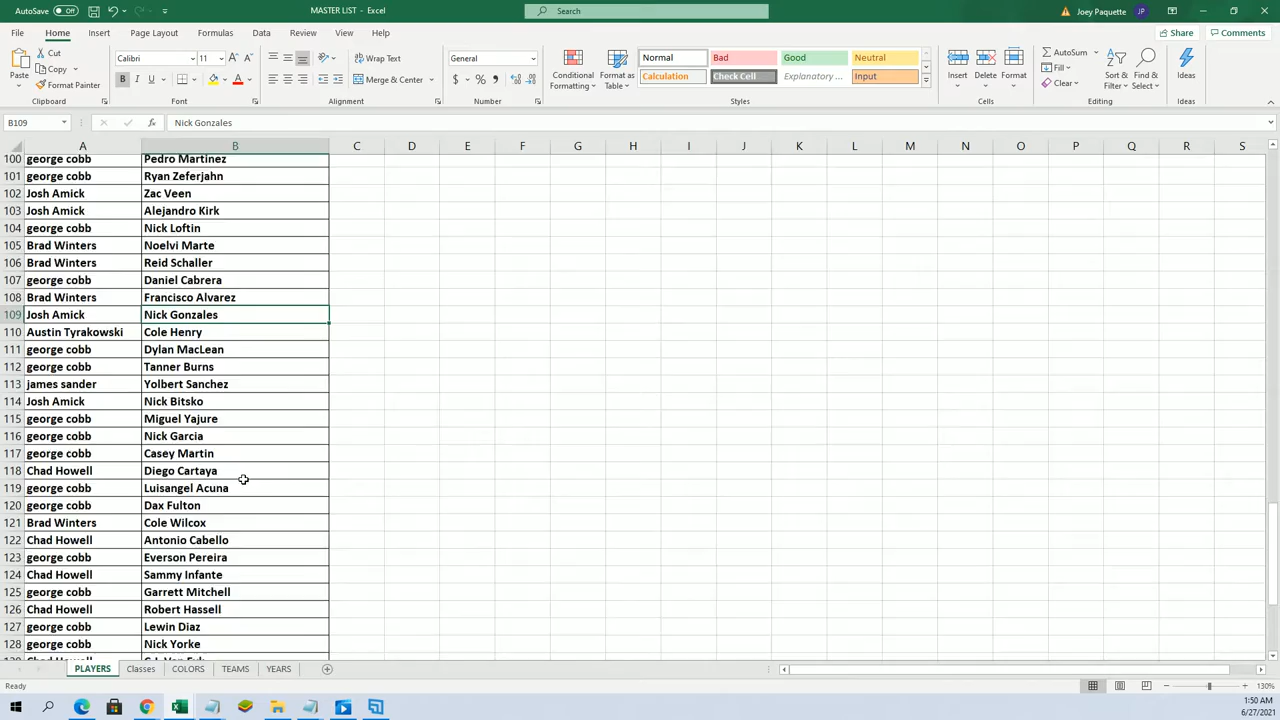 AutoSave Off MASTER LIST - Excel Search Joey Paquette JP
File Home Insert Page Layout Formulas Data Review View Help Share Comments
Paste Cut Copy Format Painter Clipboard
Calibri 11 A A B I U A Font
ab Wrap Text Merge & Center Alignment
General $ % Number
Conditional Formatting Format as Table
Normal Bad Good Neutral
Calculation Check Cell Explanatory ... Input
Styles
Insert Delete Format Cells
AutoSum Fill Clear Sort & Filter Find & Select Editing
Ideas Ideas
B109 fx Nick Gonzales
A B C D E F G H I J K L M N O P Q R S
100 george cobb Pedro Martinez
101 george cobb Ryan Zeferjahn
102 Josh Amick Zac Veen
103 Josh Amick Alejandro Kirk
104 george cobb Nick Loftin
105 Brad Winters Noelvi Marte
106 Brad Winters Reid Schaller
107 george cobb Daniel Cabrera
108 Brad Winters Francisco Alvarez
109 Josh Amick Nick Gonzales
110 Austin Tyrakowski Cole Henry
111 george cobb Dylan MacLean
112 george cobb Tanner Burns
113 james sander Yolbert Sanchez
114 Josh Amick Nick Bitsko
115 george cobb Miguel Yajure
116 george cobb Nick Garcia
117 george cobb Casey Martin
118 Chad Howell Diego Cartaya
119 george cobb Luisangel Acuna
120 george cobb Dax Fulton
121 Brad Winters Cole Wilcox
122 Chad Howell Antonio Cabello
123 george cobb Everson Pereira
124 Chad Howell Sammy Infante
125 george cobb Garrett Mitchell
126 Chad Howell Robert Hassell
127 george cobb Lewin Diaz
128 george cobb Nick Yorke
PLAYERS Classes COLORS TEAMS YEARS
Ready 130%
1:50 AM
6/27/2021